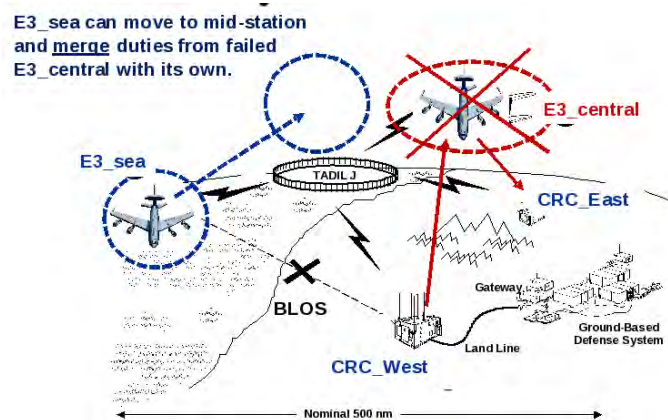 E3_sea can move to mid-station
and merge duties from failed
E3_central with its own.
E3_central
E3_sea
TADIL J
CRC_East
BLOS
Gateway
Ground-Based
Defense System
Land Line
CRC_West
Nominal 500 nm